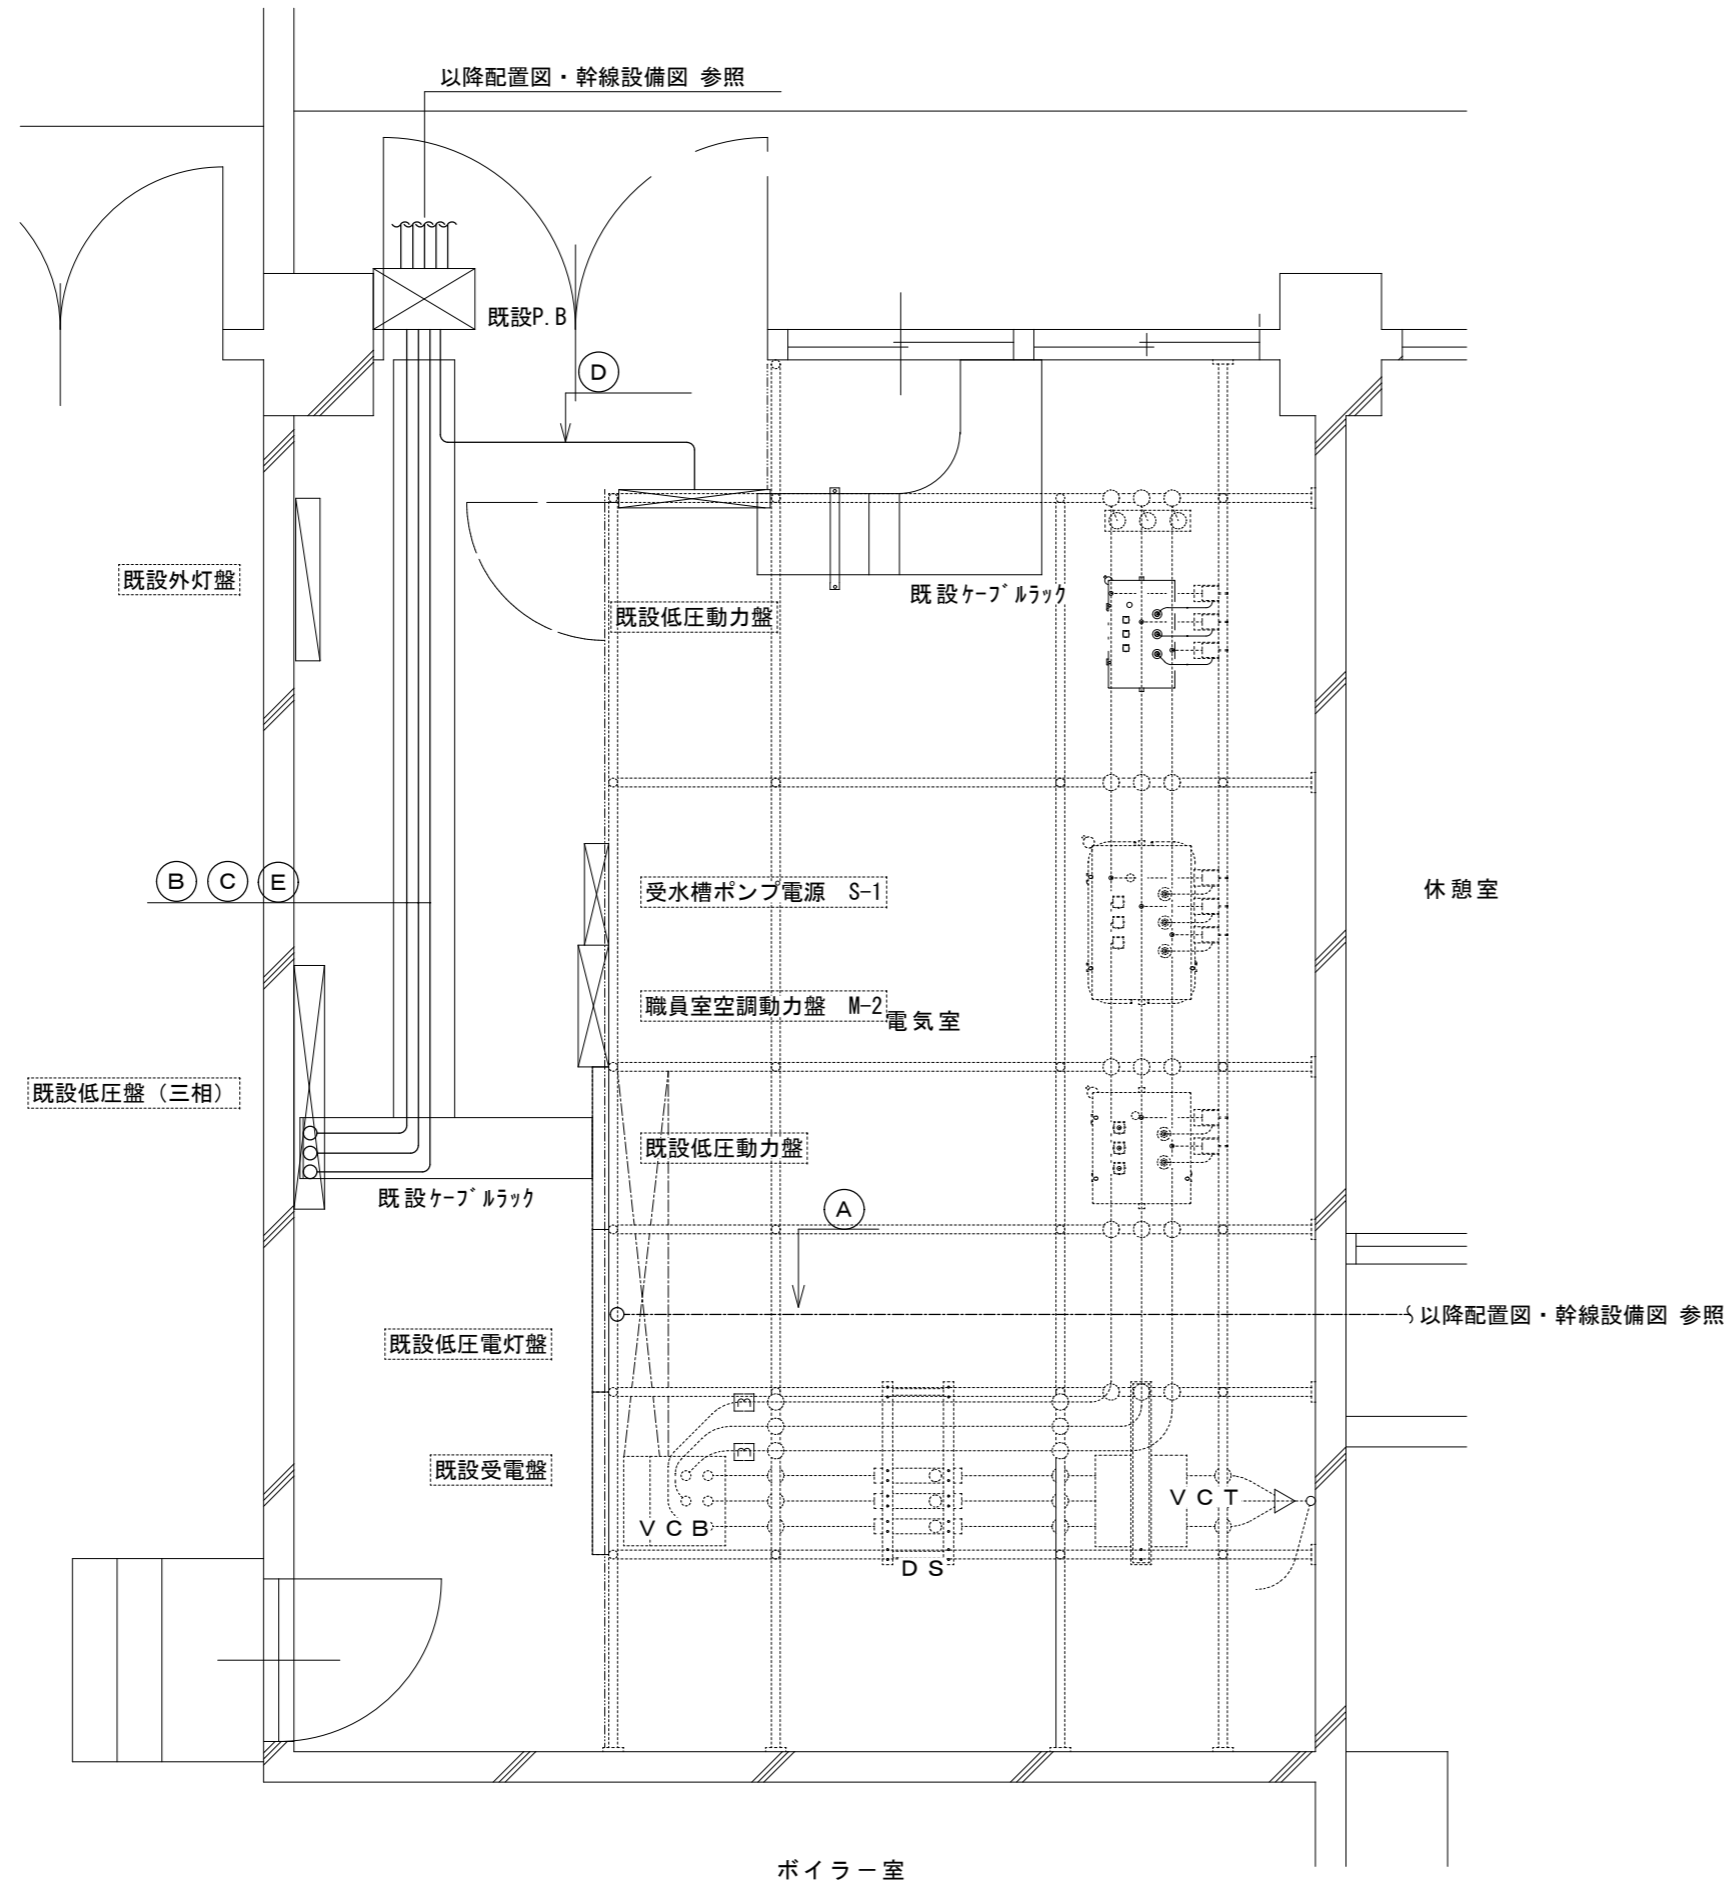 以降配置図・幹線設備図 参照
既設P.B
D
既設外灯盤
既設ケーブルラック
既設低圧動力盤
B C E
受水槽ポンプ電源 S-1
休憩室
職員室空調動力盤 M-2
電気室
既設低圧盤(三相)
既設低圧動力盤
既設ケーブルラック
A
以降配置図・幹線設備図 参照
既設低圧電灯盤
既設受電盤
VCT
VCB
DS
ボイラー室